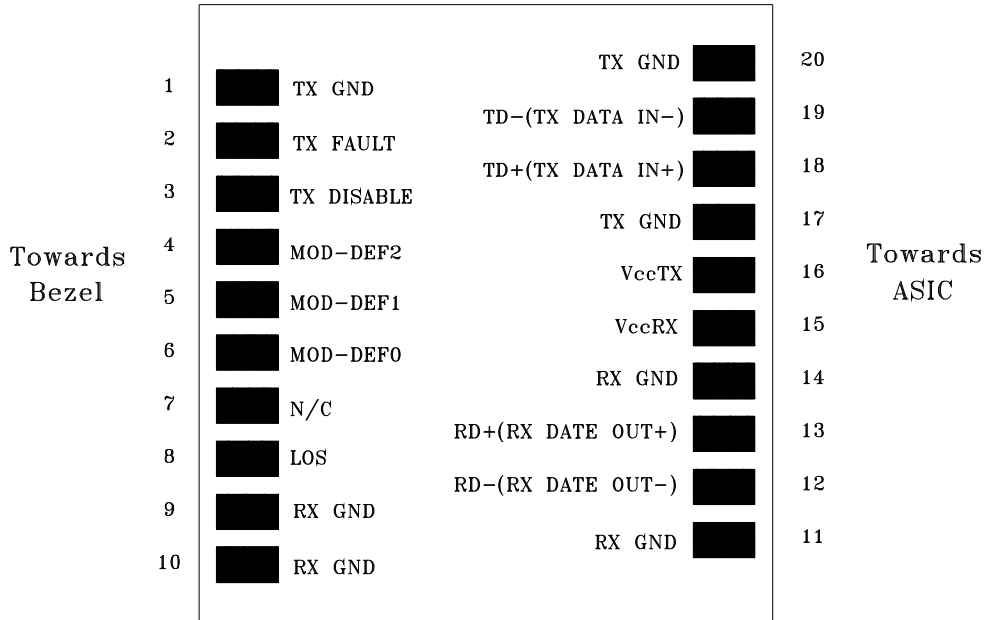 1 TX GND
2 TX FAULT
3 TX DISABLE
4 MOD-DEF2
5 MOD-DEF1
6 MOD-DEF0
7 N/C
8 LOS
9 RX GND
10 RX GND
Towards
Bezel
TX GND 20
TD-(TX DATA IN-) 19
TD+(TX DATA IN+) 18
TX GND 17
VccTX 16
VccRX 15
RX GND 14
RD+(RX DATE OUT+) 13
RD-(RX DATE OUT-) 12
RX GND 11
Towards
ASIC